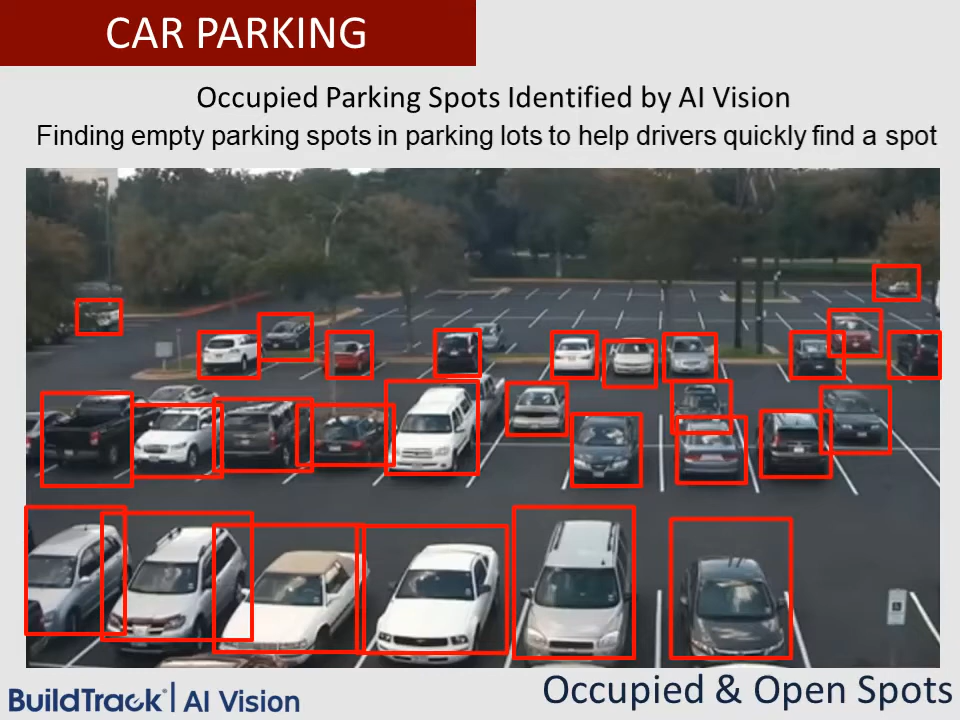 CAR PARKING
Occupied Parking Spots Identified by AI Vision
Finding empty parking spots in parking lots to help drivers quickly find a spot
BuildTrack | AI Vision
Occupied & Open Spots